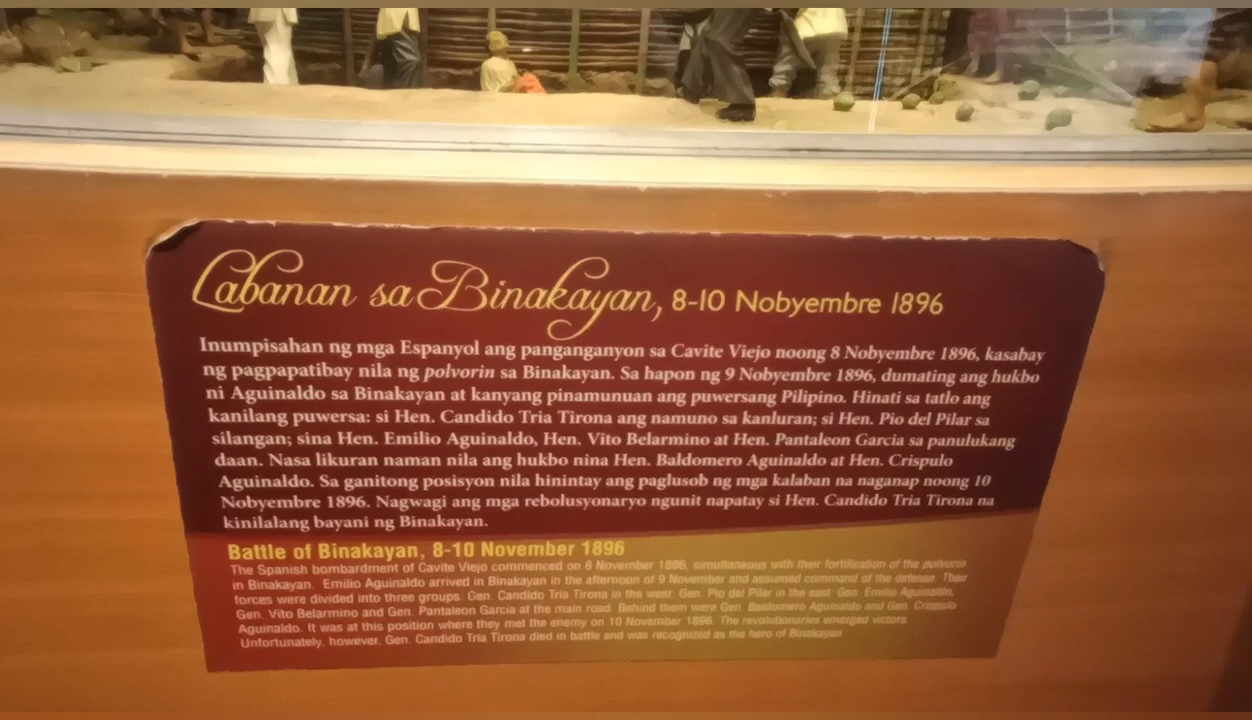 Labanan sa Binakayan, 8-10 Nobyembre 1896
Inumpisahan ng mga Espanyol ang panganganyon sa Cavite Viejo noong 8 Nobyembre 1896, kasabay
ng pagpapatibay nila ng polvorin sa Binakayan. Sa hapon ng 9 Nobyembre 1896, dumating ang hukbo
ni Aguinaldo sa Binakayan at kanyang pinamunuan ang puwersang Pilipino. Hinati sa tatlo ang
kanilang puwersa: si Hen. Candido Tria Tirona ang namuno sa kanluran; si Hen. Pio del Pilar sa
silangan; sina Hen. Emilio Aguinaldo, Hen. Vito Belarmino at Hen. Pantaleon Garcia sa panulukang
daan. Nasa likuran naman nila ang hukbo nina Hen. Baldomero Aguinaldo at Hen. Crispulo
Aguinaldo. Sa ganitong posisyon nila hinintay ang paglusob ng mga kalaban na naganap noong 10
Nobyembre 1896. Nagwagi ang mga rebolusyonaryo ngunit napatay si Hen. Candido Tria Tirona na
kinilalang bayani ng Binakayan.
Battle of Binakayan, 8-10 November 1896
The Spanish bombardment of Cavite Viejo commenced on 8 November 1896, simultaneous with their fortification of the polvorin
in Binakayan. Emilio Aguinaldo arrived in Binakayan in the afternoon of 9 November and assumed command of the defense. Their
forces were divided into three groups: Gen. Candido Tria Tirona in the west; Gen. Pio del Pilar in the east; Gen. Emilio Aguinaldo,
Gen. Vito Belarmino and Gen. Pantaleon Garcia at the main road. Behind them were Gen. Baldomero Aguinaldo and Gen. Crispulo
Aguinaldo. It was at this position where they met the enemy on 10 November 1896. The revolutionaries emerged victors.
Unfortunately, however, Gen. Candido Tria Tirona died in battle and was recognized as the hero of Binakayan.